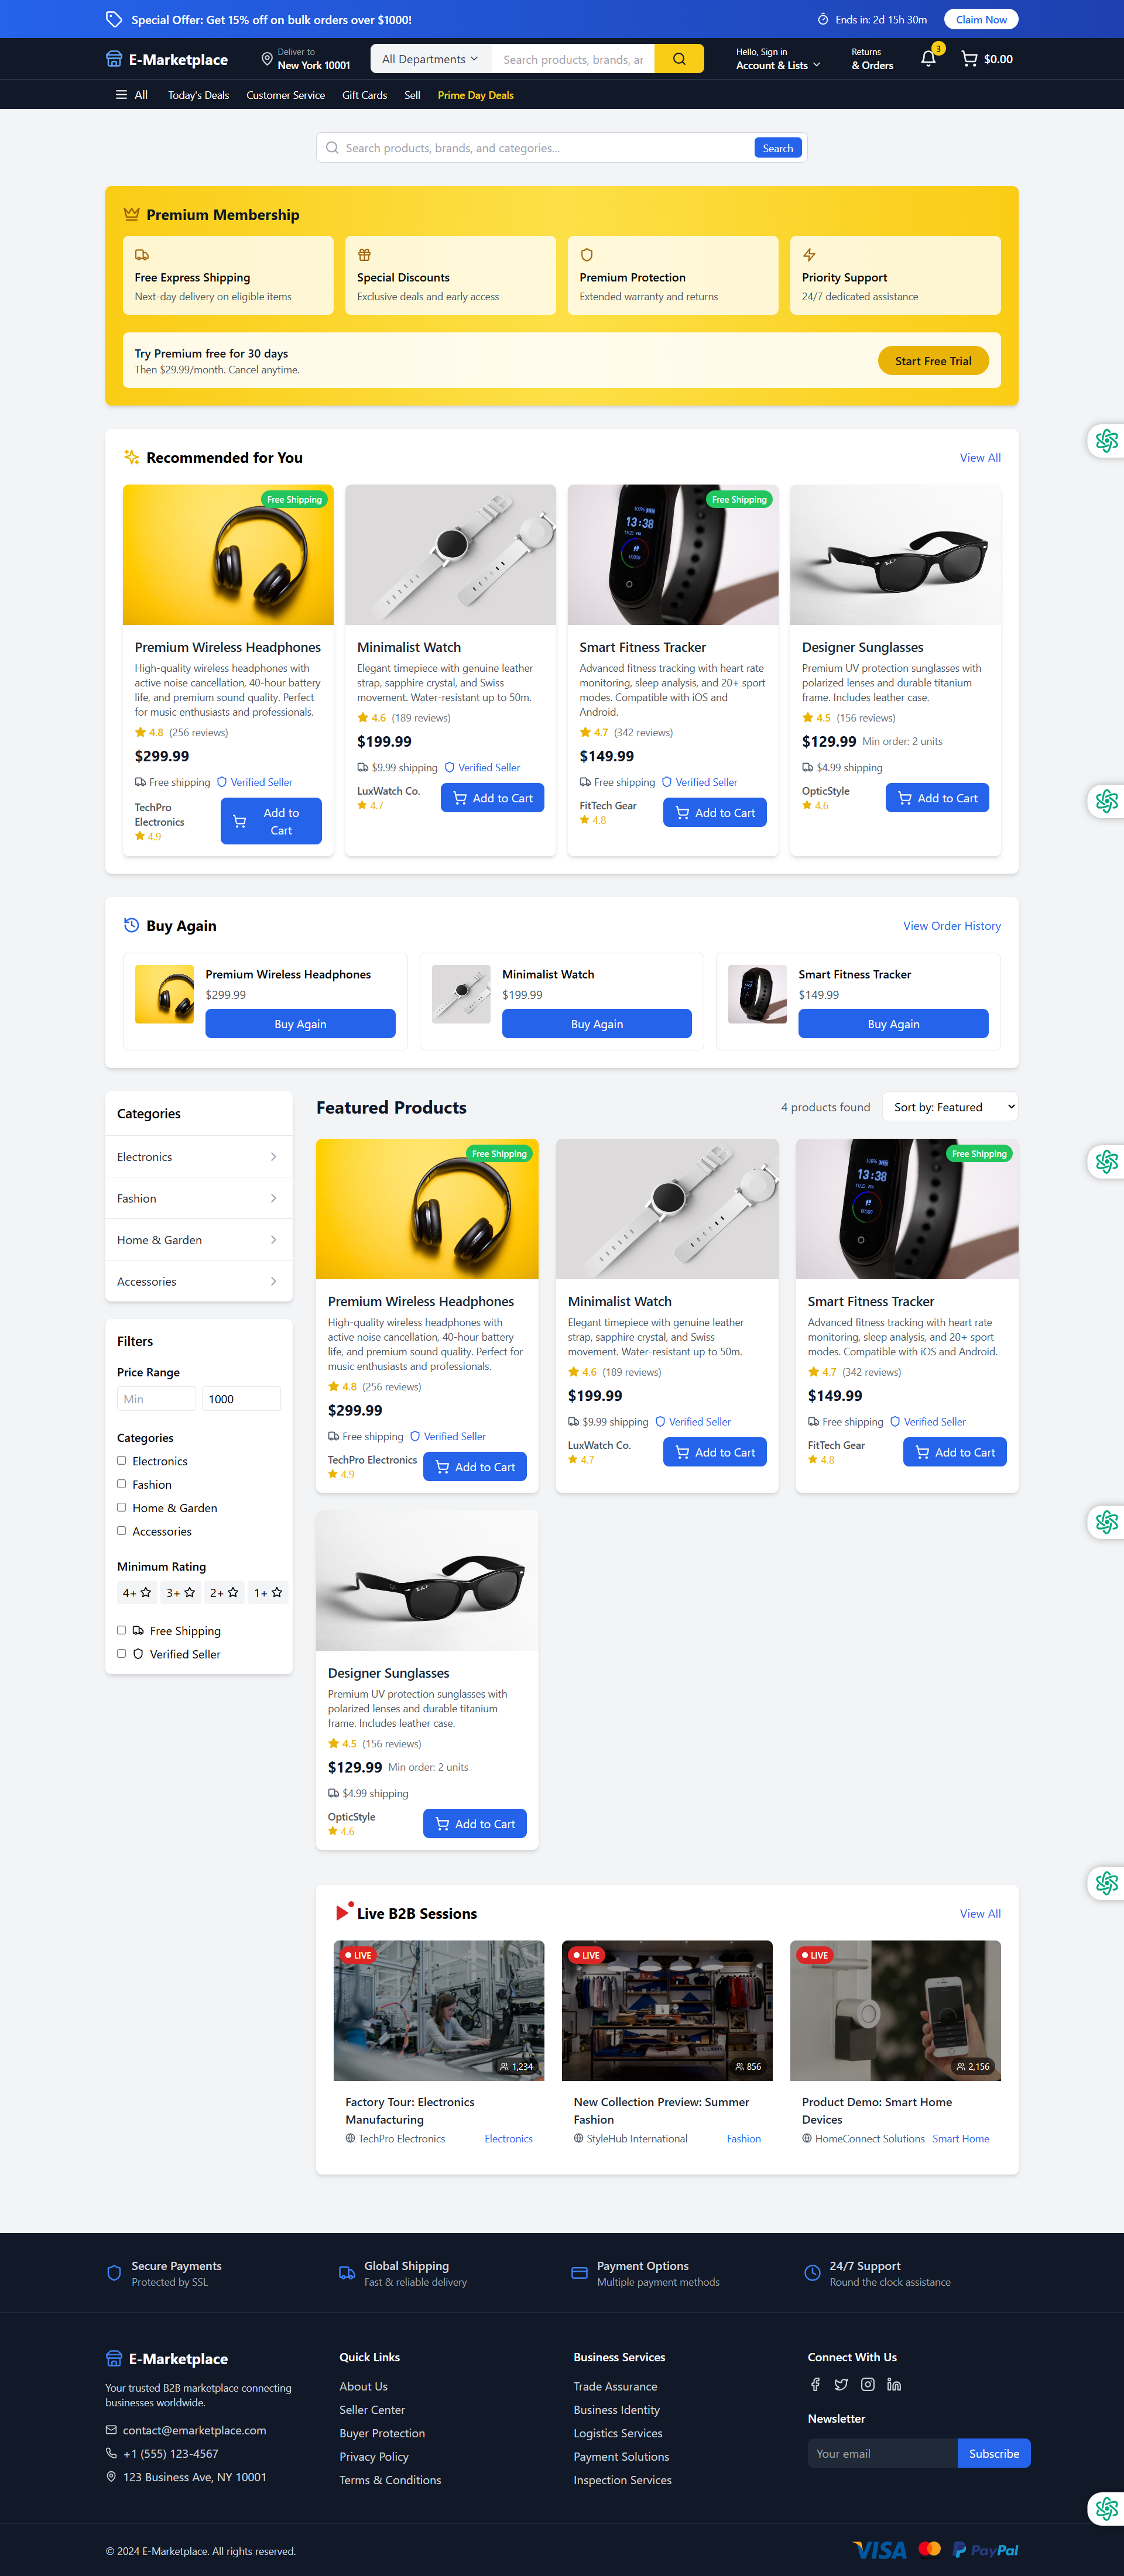 Special Offer: Get 15% off on bulk orders over $1000!
Ends in: 2d 15h 30m
Claim Now
E-Marketplace
Deliver to
New York 10001
All Departments
Search products, brands, ar
Hello, Sign in
Account & Lists
Returns
& Orders
3
$0.00
All
Today's Deals
Customer Service
Gift Cards
Sell
Prime Day Deals
Search products, brands, and categories...
Search
Premium Membership
Free Express Shipping
Next-day delivery on eligible items
Special Discounts
Exclusive deals and early access
Premium Protection
Extended warranty and returns
Priority Support
24/7 dedicated assistance
Try Premium free for 30 days
Then $29.99/month. Cancel anytime.
Start Free Trial
Recommended for You
View All
Free Shipping
Premium Wireless Headphones
High-quality wireless headphones with
active noise cancellation, 40-hour battery
life, and premium sound quality. Perfect
for music enthusiasts and professionals.
4.8 (256 reviews)
$299.99
Free shipping
Verified Seller
TechPro
Electronics
4.9
Add to
Cart
Minimalist Watch
Elegant timepiece with genuine leather
strap, sapphire crystal, and Swiss
movement. Water-resistant up to 50m.
4.6 (189 reviews)
$199.99
$9.99 shipping
Verified Seller
LuxWatch Co.
4.7
Add to Cart
Free Shipping
100%
13:38
Smart Fitness Tracker
Advanced fitness tracking with heart rate
monitoring, sleep analysis, and 20+ sport
modes. Compatible with iOS and
Android.
4.7 (342 reviews)
$149.99
Free shipping
Verified Seller
FitTech Gear
4.8
Add to Cart
Designer Sunglasses
Premium UV protection sunglasses with
polarized lenses and durable titanium
frame. Includes leather case.
4.5 (156 reviews)
$129.99 Min order: 2 units
$4.99 shipping
OpticStyle
4.6
Add to Cart
Buy Again
View Order History
Premium Wireless Headphones
$299.99
Buy Again
Minimalist Watch
$199.99
Buy Again
Smart Fitness Tracker
$149.99
Buy Again
Categories
Electronics
Fashion
Home & Garden
Accessories
Filters
Price Range
Min
1000
Categories
Electronics
Fashion
Home & Garden
Accessories
Minimum Rating
4+
3+
2+
1+
Free Shipping
Verified Seller
Featured Products
4 products found
Sort by: Featured
Free Shipping
Premium Wireless Headphones
High-quality wireless headphones with
active noise cancellation, 40-hour battery
life, and premium sound quality. Perfect for
music enthusiasts and professionals.
4.8 (256 reviews)
$299.99
Free shipping
Verified Seller
TechPro Electronics
4.9
Add to Cart
Minimalist Watch
Elegant timepiece with genuine leather
strap, sapphire crystal, and Swiss
movement. Water-resistant up to 50m.
4.6 (189 reviews)
$199.99
$9.99 shipping
Verified Seller
LuxWatch Co.
4.7
Add to Cart
Free Shipping
100%
13:38
Smart Fitness Tracker
Advanced fitness tracking with heart rate
monitoring, sleep analysis, and 20+ sport
modes. Compatible with iOS and Android.
4.7 (342 reviews)
$149.99
Free shipping
Verified Seller
FitTech Gear
4.8
Add to Cart
Designer Sunglasses
Premium UV protection sunglasses with
polarized lenses and durable titanium
frame. Includes leather case.
4.5 (156 reviews)
$129.99 Min order: 2 units
$4.99 shipping
OpticStyle
4.6
Add to Cart
Live B2B Sessions
View All
LIVE
1,234
Factory Tour: Electronics
Manufacturing
TechPro Electronics
Electronics
LIVE
856
New Collection Preview: Summer
Fashion
StyleHub International
Fashion
LIVE
2,156
Product Demo: Smart Home
Devices
HomeConnect Solutions
Smart Home
Secure Payments
Protected by SSL
Global Shipping
Fast & reliable delivery
Payment Options
Multiple payment methods
24/7 Support
Round the clock assistance
E-Marketplace
Your trusted B2B marketplace connecting
businesses worldwide.
contact@emarketplace.com
+1 (555) 123-4567
123 Business Ave, NY 10001
Quick Links
About Us
Seller Center
Buyer Protection
Privacy Policy
Terms & Conditions
Business Services
Trade Assurance
Business Identity
Logistics Services
Payment Solutions
Inspection Services
Connect With Us
Newsletter
Your email
Subscribe
© 2024 E-Marketplace. All rights reserved.
VISA
PayPal